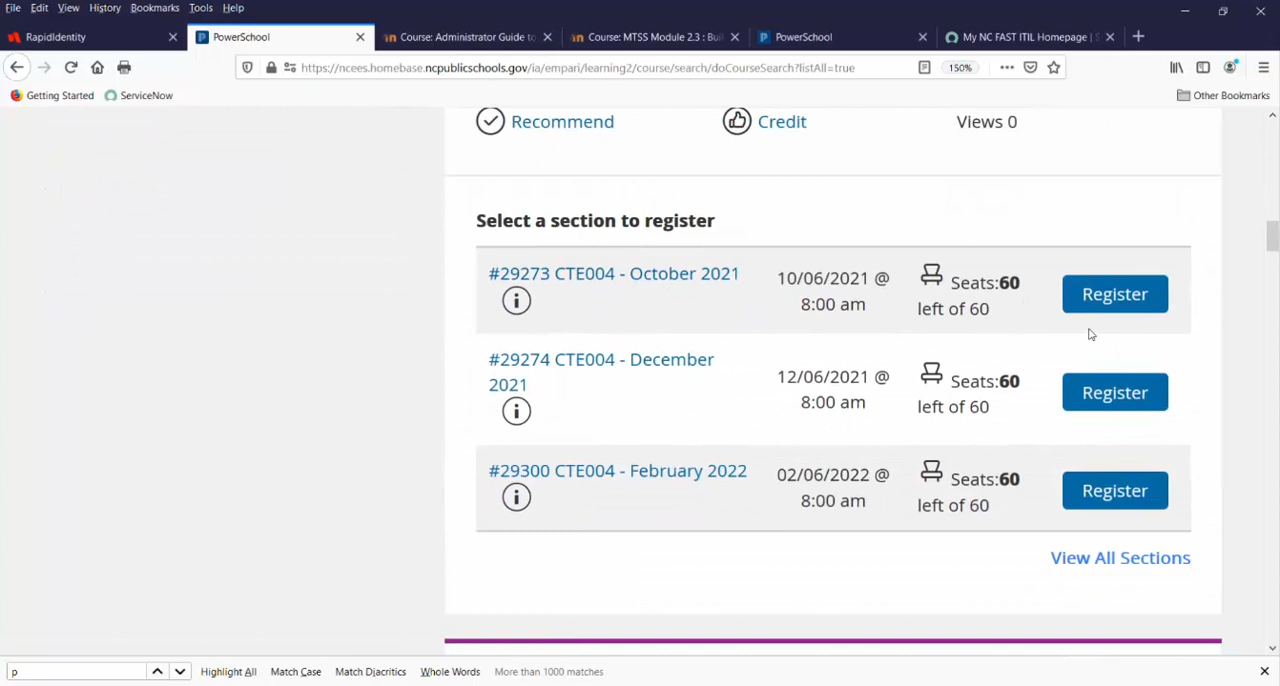 File Edit View History Bookmarks Tools Help
RapidIdentity PowerSchool Course: Administrator Guide to Course: MTSS Module 2.3 : Buil PowerSchool My NC FAST ITIL Homepage | S
https://ncees.homebase.ncpublicschools.gov/ia/empari/learning2/course/search/doCourseSearch?listAll=true 150%
Getting Started ServiceNow Other Bookmarks
Recommend Credit Views 0
Select a section to register
#29273 CTE004 - October 2021
10/06/2021 @
8:00 am
Seats:60
left of 60
Register
#29274 CTE004 - December
2021
12/06/2021 @
8:00 am
Seats:60
left of 60
Register
#29300 CTE004 - February 2022
02/06/2022 @
8:00 am
Seats:60
left of 60
Register
View All Sections
p Highlight All Match Case Match Diacritics Whole Words More than 1000 matches